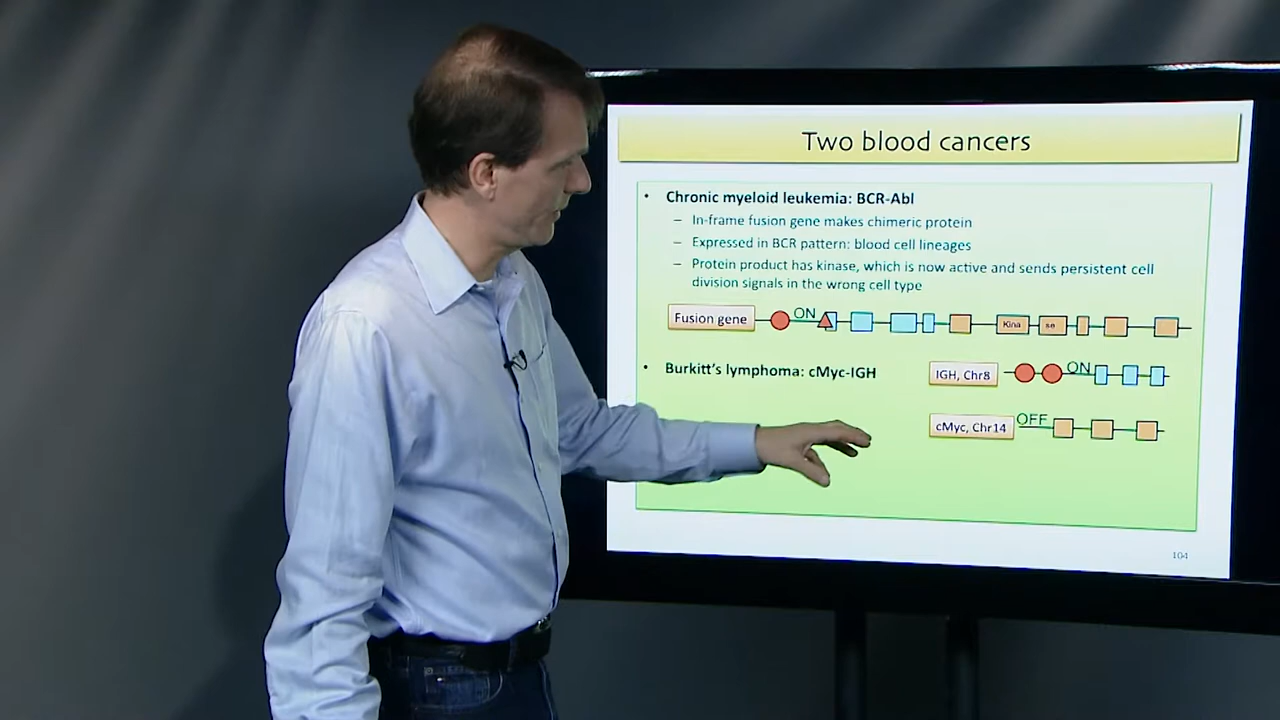 Two blood cancers
• Chronic myeloid leukemia: BCR-Abl
– In-frame fusion gene makes chimeric protein
– Expressed in BCR pattern: blood cell lineages
– Protein product has kinase, which is now active and sends persistent cell
division signals in the wrong cell type
Fusion gene ON Kina se
• Burkitt's lymphoma: cMyc-IGH
IGH, Chr8 ON
cMyc, Chr14 OFF
104